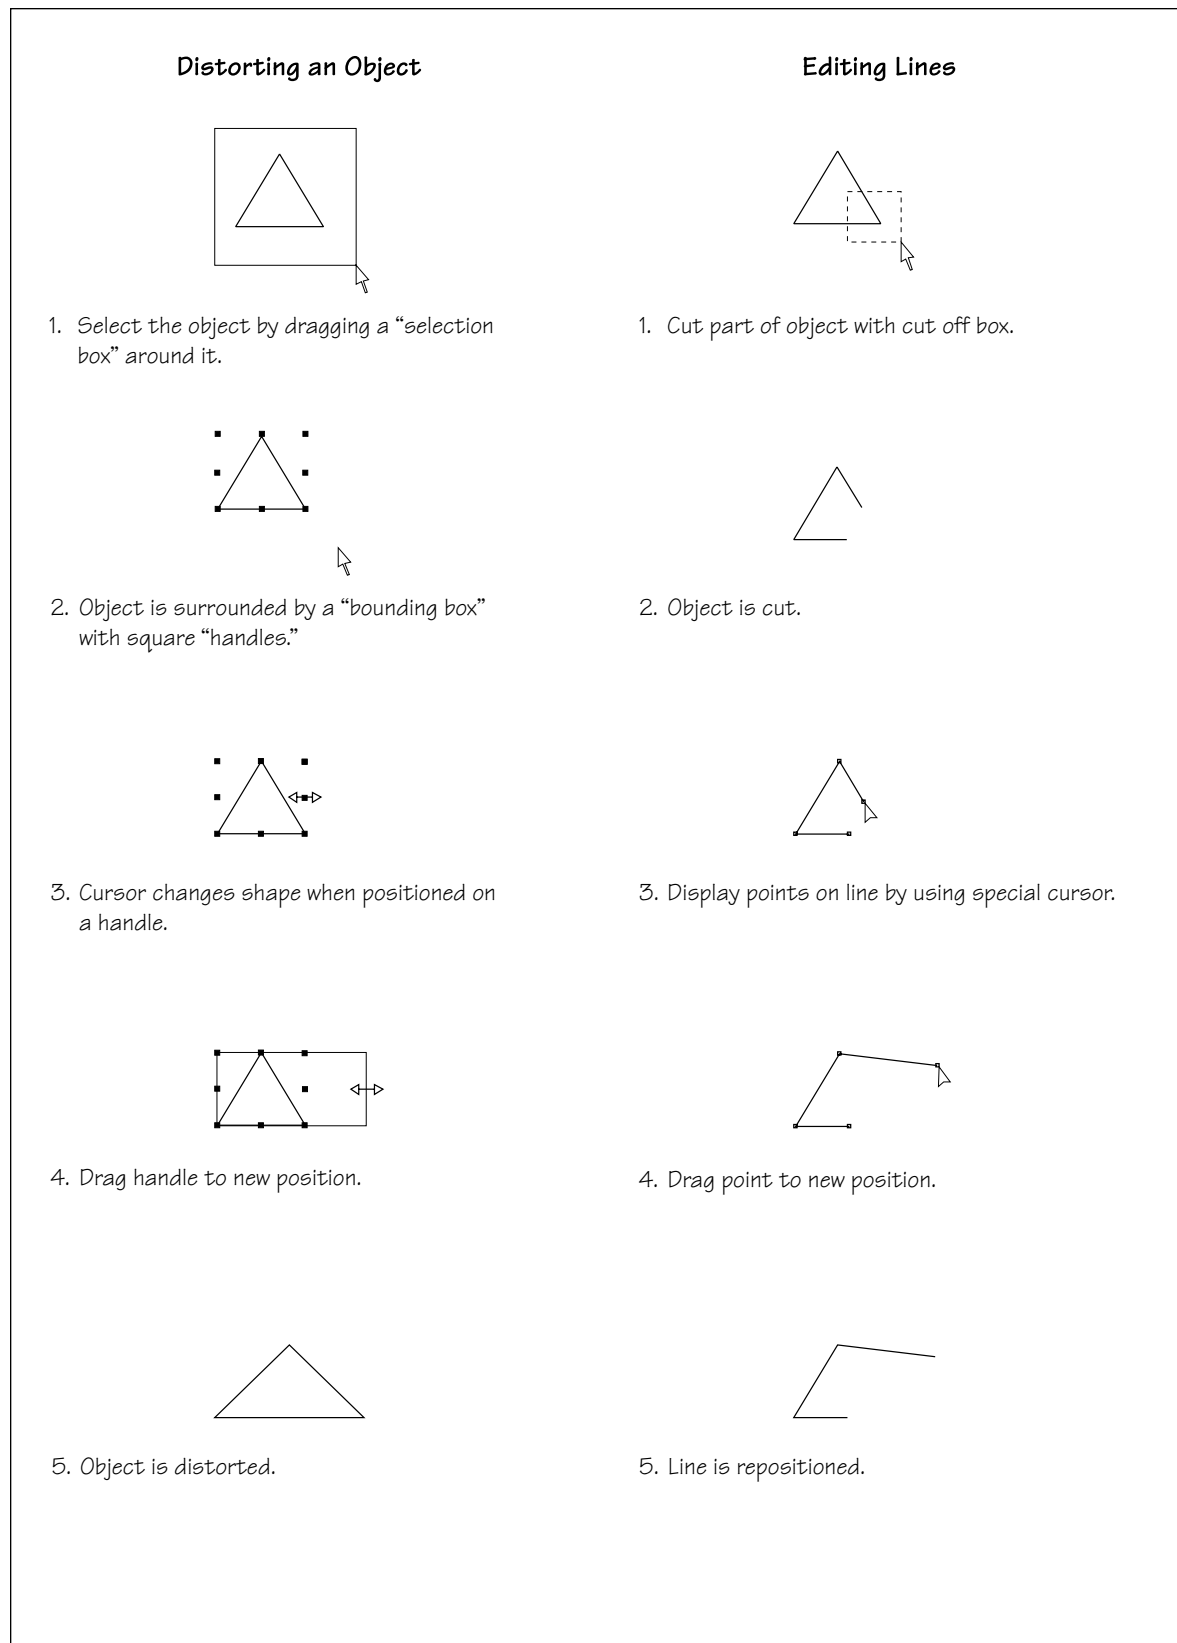 Distorting an Object
1. Select the object by dragging a “selection
box” around it.
2. Object is surrounded by a “bounding box”
with square “handles.”
3. Cursor changes shape when positioned on
a handle.
4. Drag handle to new position.
5. Object is distorted.
Editing Lines
1. Cut part of object with cut off box.
2. Object is cut.
3. Display points on line by using special cursor.
4. Drag point to new position.
5. Line is repositioned.